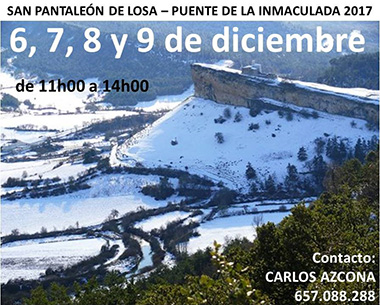 SAN PANTALEÓN DE LOSA – PUENTE DE LA INMACULADA 2017
6, 7, 8 y 9 de diciembre
de 11h00 a 14h00
Contacto:
CARLOS AZCONA
657.088.288